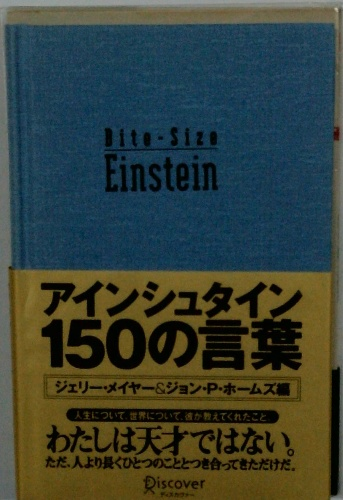 Bite-Size
Einstein
アインシュタイン
150の言葉
ジェリー・メイヤー&ジョン・P・ホームズ編
人生について、世界について、彼が教えてくれたこと。
わたしは天才ではない。
ただ、人より長くひとつのこととつき合ってきただけだ。
Discover
ディスカヴァー